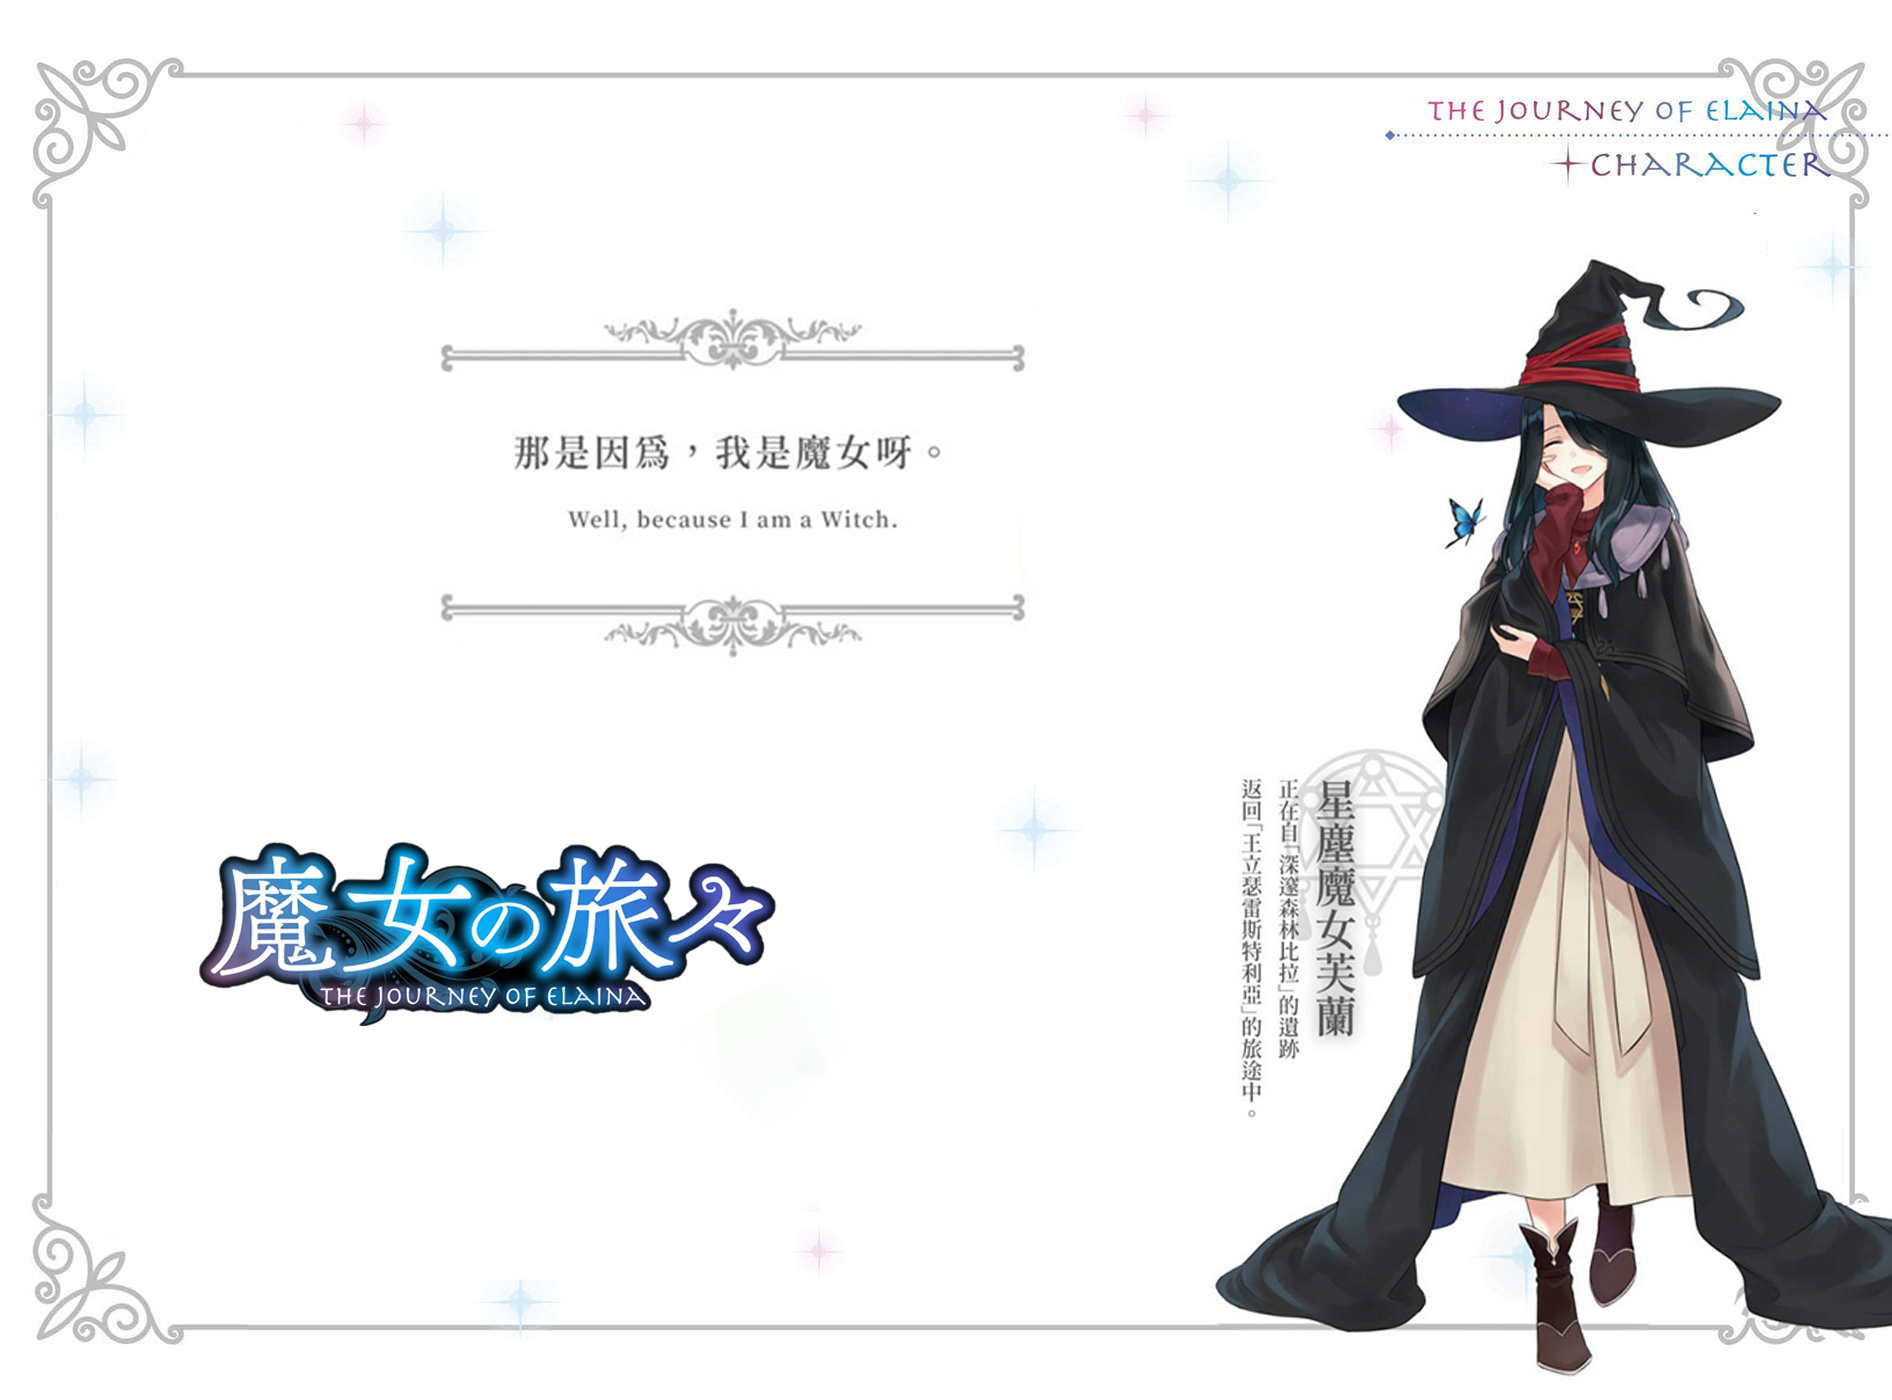 THE JOURNEY OF ELAINA
CHARACTER
那是因爲，我是魔女呀。
Well, because I am a Witch.
星塵魔女芙蘭
正在自「深邃森林比拉」的遺跡
返回「王立瑟雷斯特利亞」的旅途中。
魔女の旅々
THE JOURNEY OF ELAINA